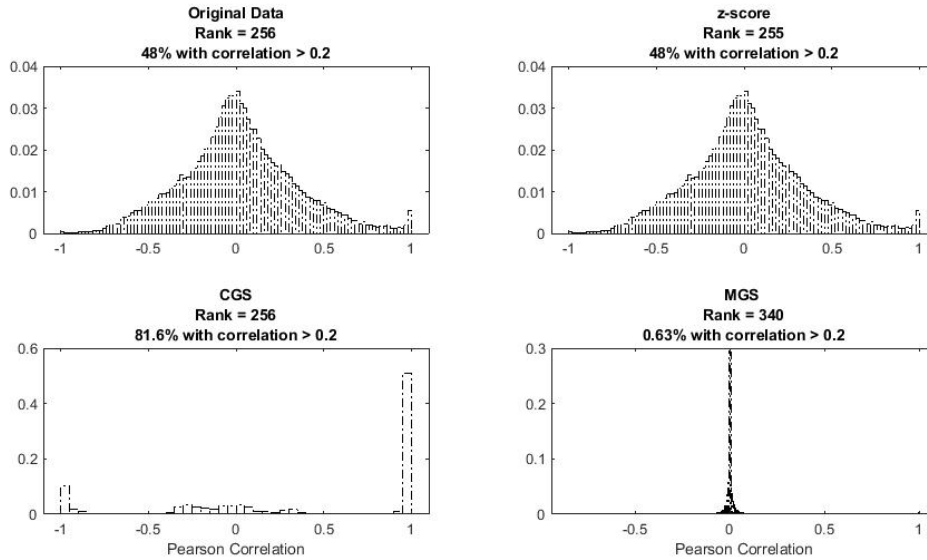 Original Data
Rank = 256
48% with correlation > 0.2
0.04
0.03
0.02
0.01
0
-1 -0.5 0 0.5 1
z-score
Rank = 255
48% with correlation > 0.2
0.04
0.03
0.02
0.01
0
-1 -0.5 0 0.5 1
CGS
Rank = 256
81.6% with correlation > 0.2
0.6
0.4
0.2
0
-1 -0.5 0 0.5 1
Pearson Correlation
MGS
Rank = 340
0.63% with correlation > 0.2
0.3
0.2
0.1
0
-0.5 0 0.5 1
Pearson Correlation